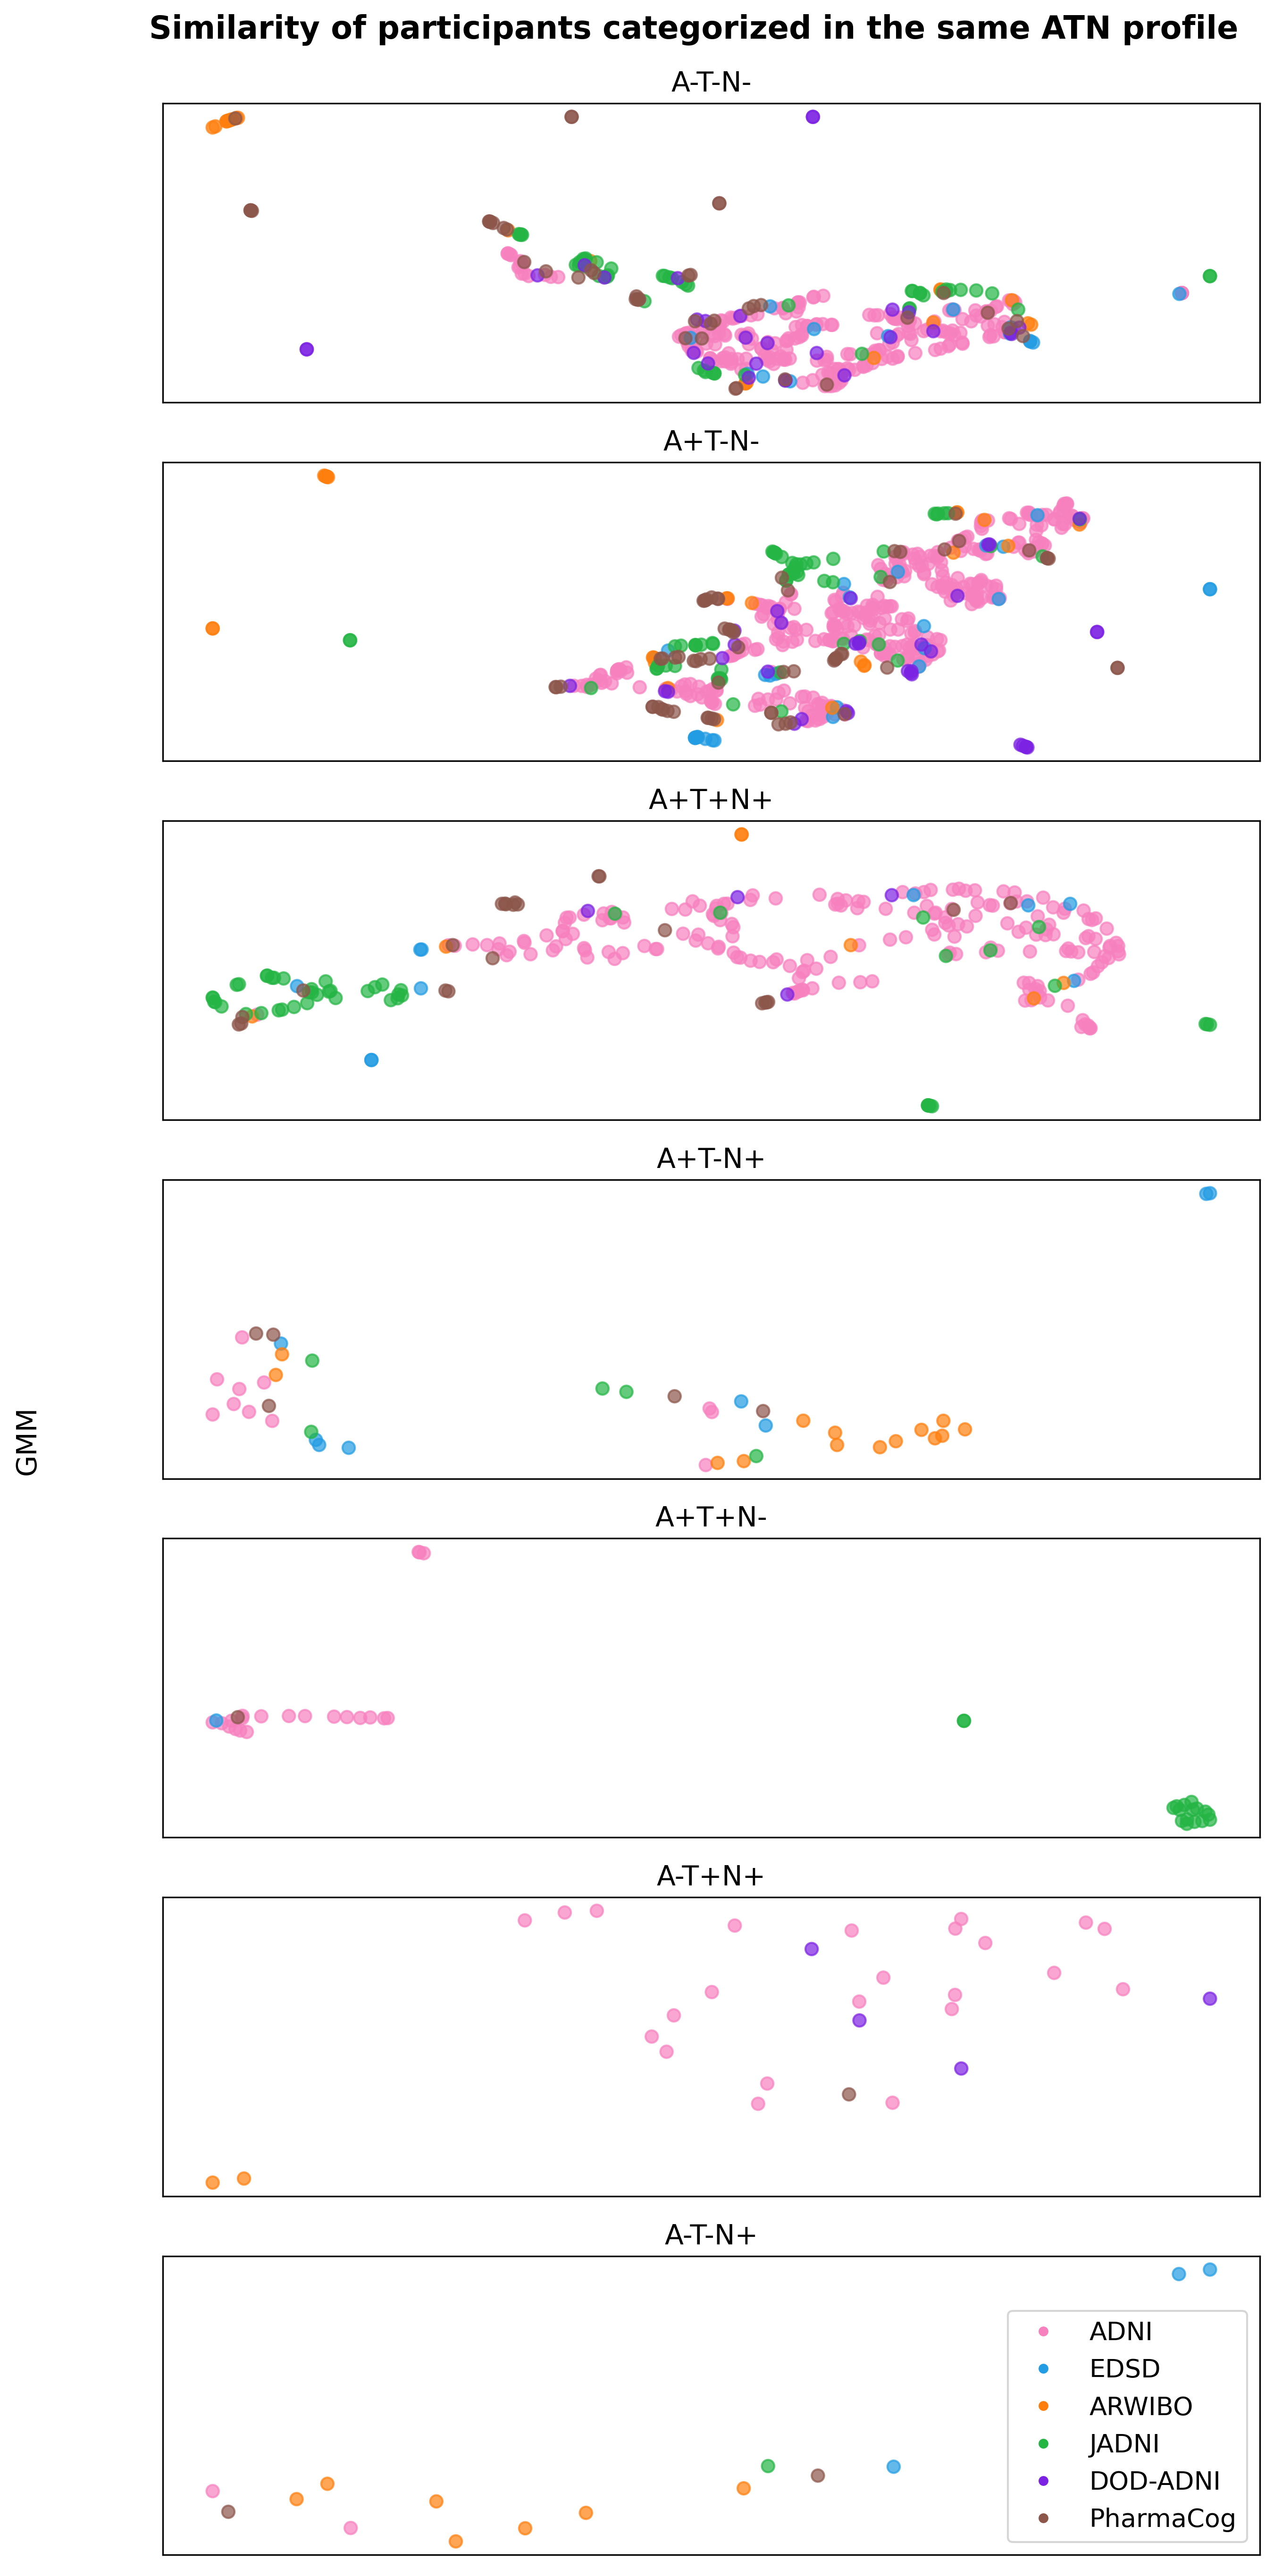 Similarity of participants categorized in the same ATN profile
A-T-N-
A+T-N-
A+T+N+
A+T-N+
GMM
A+T+N-
A-T+N+
A-T-N+
ADNI
EDSD
ARWIBO
JADNI
DOD-ADNI
PharmaCog